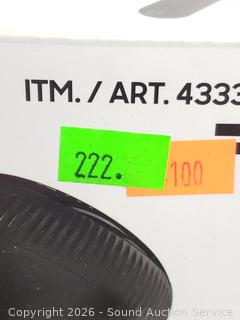 ITM. / ART. 4333
222.
100
Copyright © 2026 - Sound Auction Service